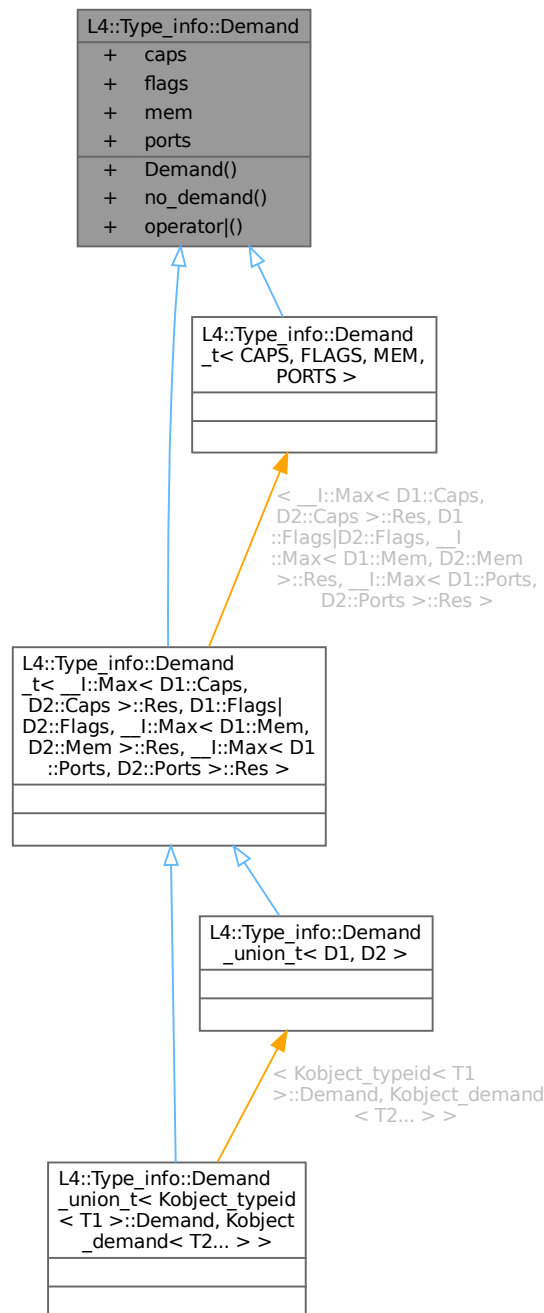 L4::Type_info::Demand
+ caps
+ flags
+ mem
+ ports
+ Demand()
+ no_demand()
+ operator|()
L4::Type_info::Demand
_t< CAPS, FLAGS, MEM,
PORTS >
< __I::Max< D1::Caps,
D2::Caps >::Res, D1
::Flags|D2::Flags, __I
::Max< D1::Mem, D2::Mem
>::Res, __I::Max< D1::Ports,
D2::Ports >::Res >
L4::Type_info::Demand
_t< __I::Max< D1::Caps,
D2::Caps >::Res, D1::Flags|
D2::Flags, __I::Max< D1::Mem,
D2::Mem >::Res, __I::Max< D1
::Ports, D2::Ports >::Res >
L4::Type_info::Demand
_union_t< D1, D2 >
< Kobject_typeid< T1
>::Demand, Kobject_demand
< T2... > >
L4::Type_info::Demand
_union_t< Kobject_typeid
< T1 >::Demand, Kobject
_demand< T2... > >